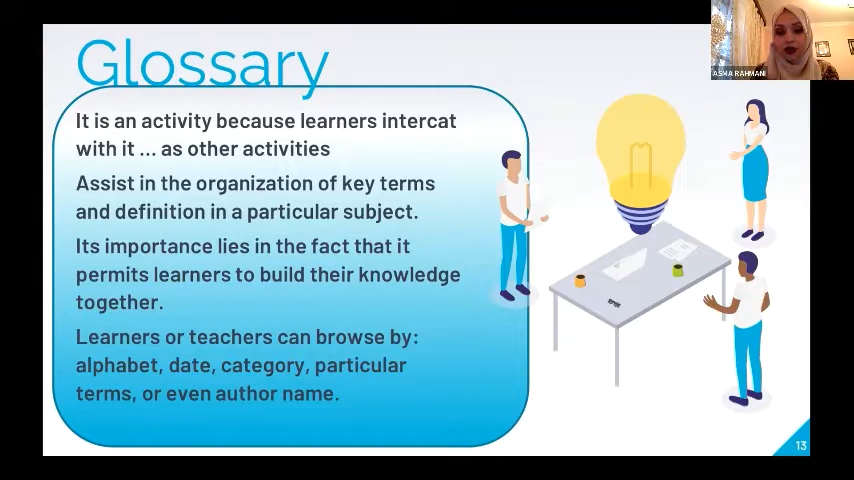 Glossary
It is an activity because learners intercat
with it ... as other activities
Assist in the organization of key terms
and definition in a particular subject.
Its importance lies in the fact that it
permits learners to build their knowledge
together.
Learners or teachers can browse by:
alphabet, date, category, particular
terms, or even author name.
ASMA RAHMANI
13